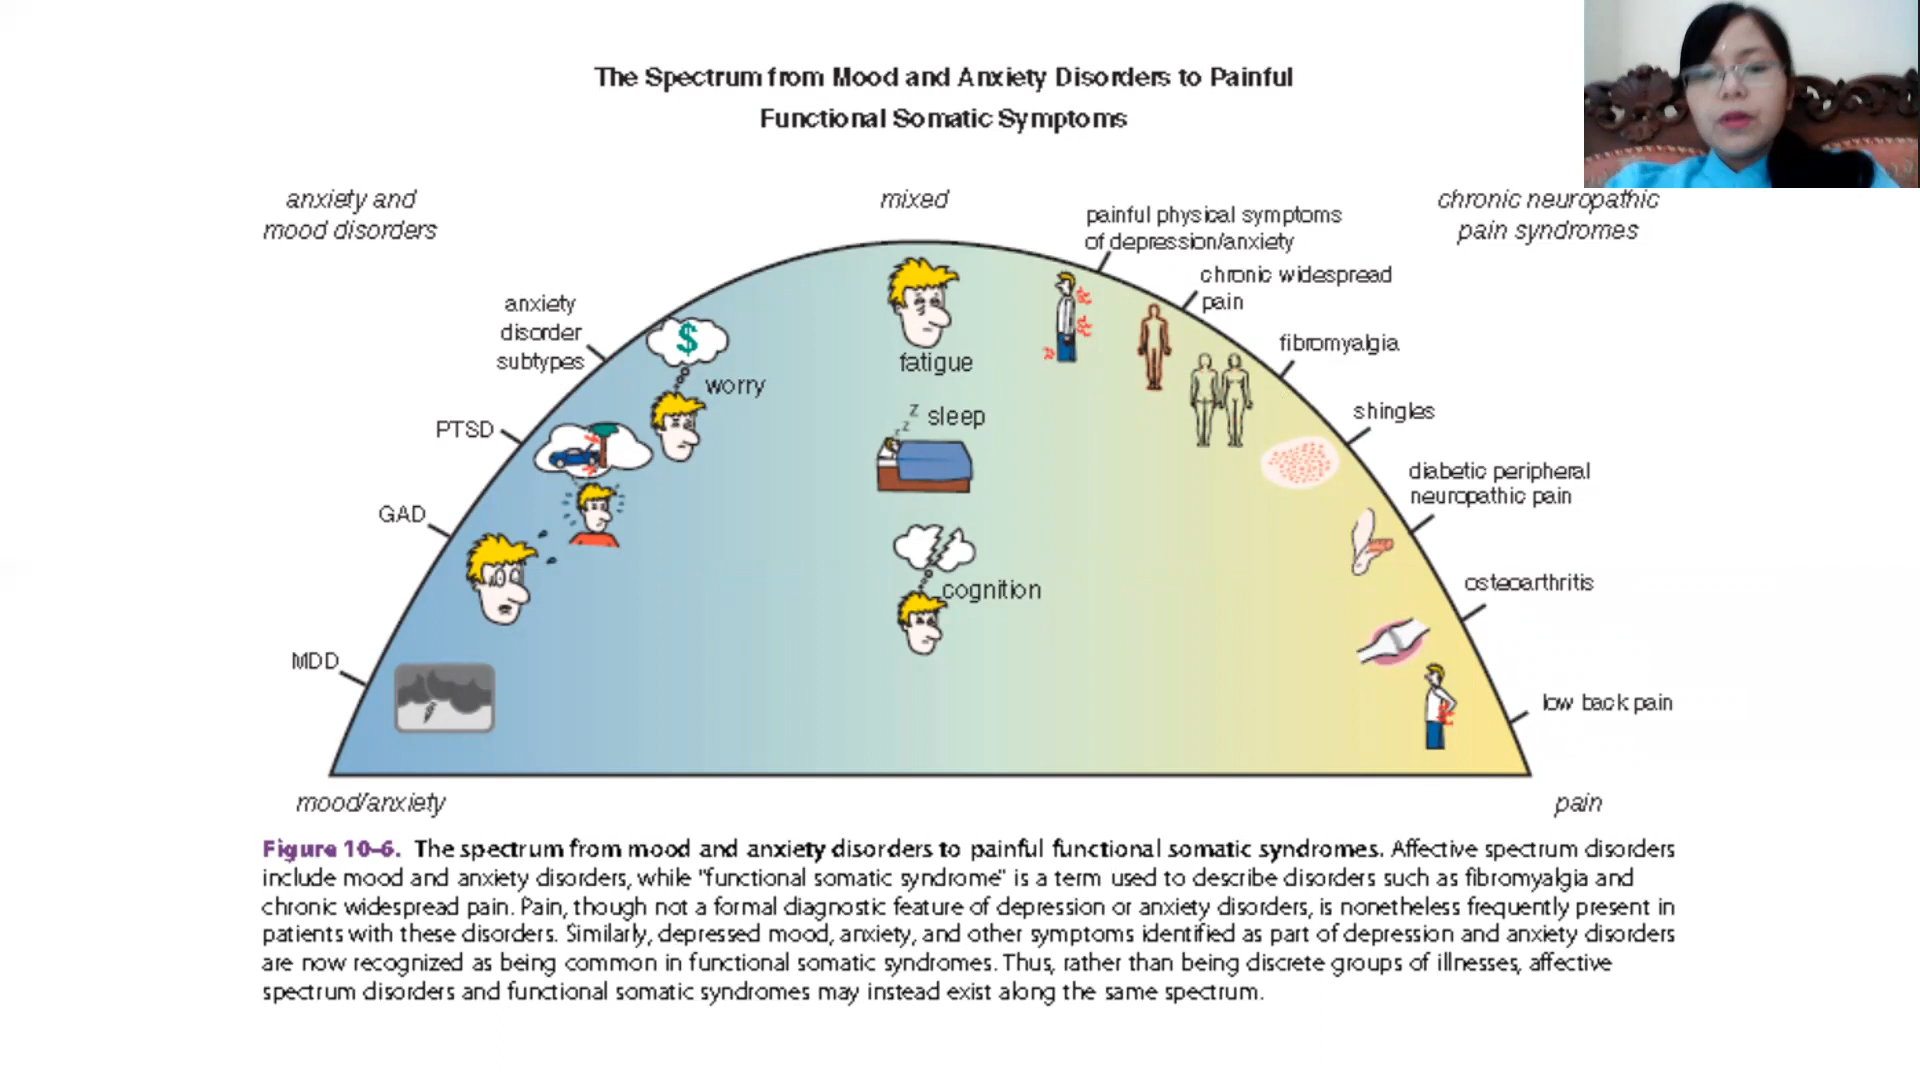 The Spectrum from Mood and Anxiety Disorders to Painful
Functional Somatic Symptoms
anxiety and
mood disorders
mixed
chronic neuropathic
pain syndromes
painful physical symptoms
of depression/anxiety
chronic widespread
pain
fibromyalgia
shingles
diabetic peripheral
neuropathic pain
osteoarthritis
low back pain
anxiety
disorder
subtypes
PTSD
GAD
MDD
$
worry
fatigue
z z z sleep
cognition
mood/anxiety
pain
Figure 10–6. The spectrum from mood and anxiety disorders to painful functional somatic syndromes. Affective spectrum disorders
include mood and anxiety disorders, while "functional somatic syndrome" is a term used to describe disorders such as fibromyalgia and
chronic widespread pain. Pain, though not a formal diagnostic feature of depression or anxiety disorders, is nonetheless frequently present in
patients with these disorders. Similarly, depressed mood, anxiety, and other symptoms identified as part of depression and anxiety disorders
are now recognized as being common in functional somatic syndromes. Thus, rather than being discrete groups of illnesses, affective
spectrum disorders and functional somatic syndromes may instead exist along the same spectrum.